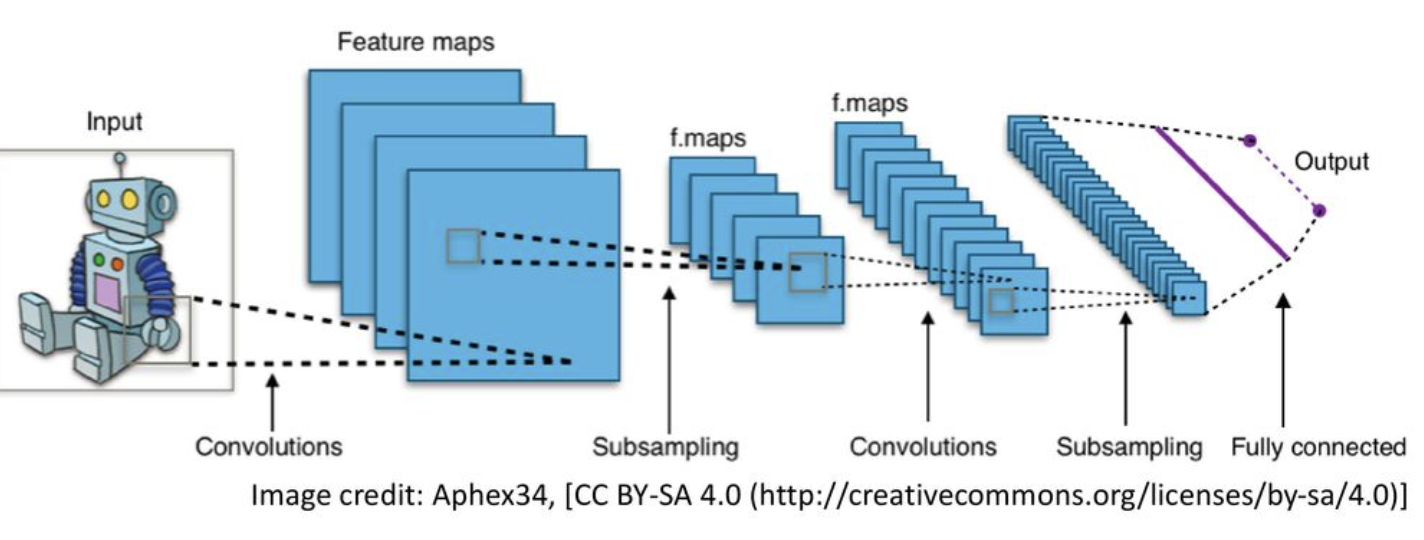 Feature maps
f.maps
Input
f.maps
Output
Convolutions
Subsampling
Convolutions
Subsampling
Fully connected
Image credit: Aphex34, [CC BY-SA 4.0 (http://creativecommons.org/licenses/by-sa/4.0)]